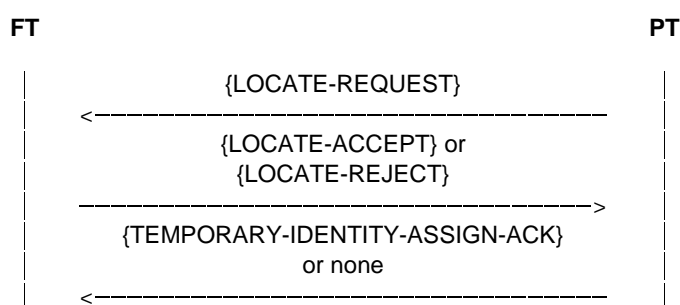 FT PT
{LOCATE-REQUEST}
{LOCATE-ACCEPT} or
{LOCATE-REJECT}
{TEMPORARY-IDENTITY-ASSIGN-ACK}
or none